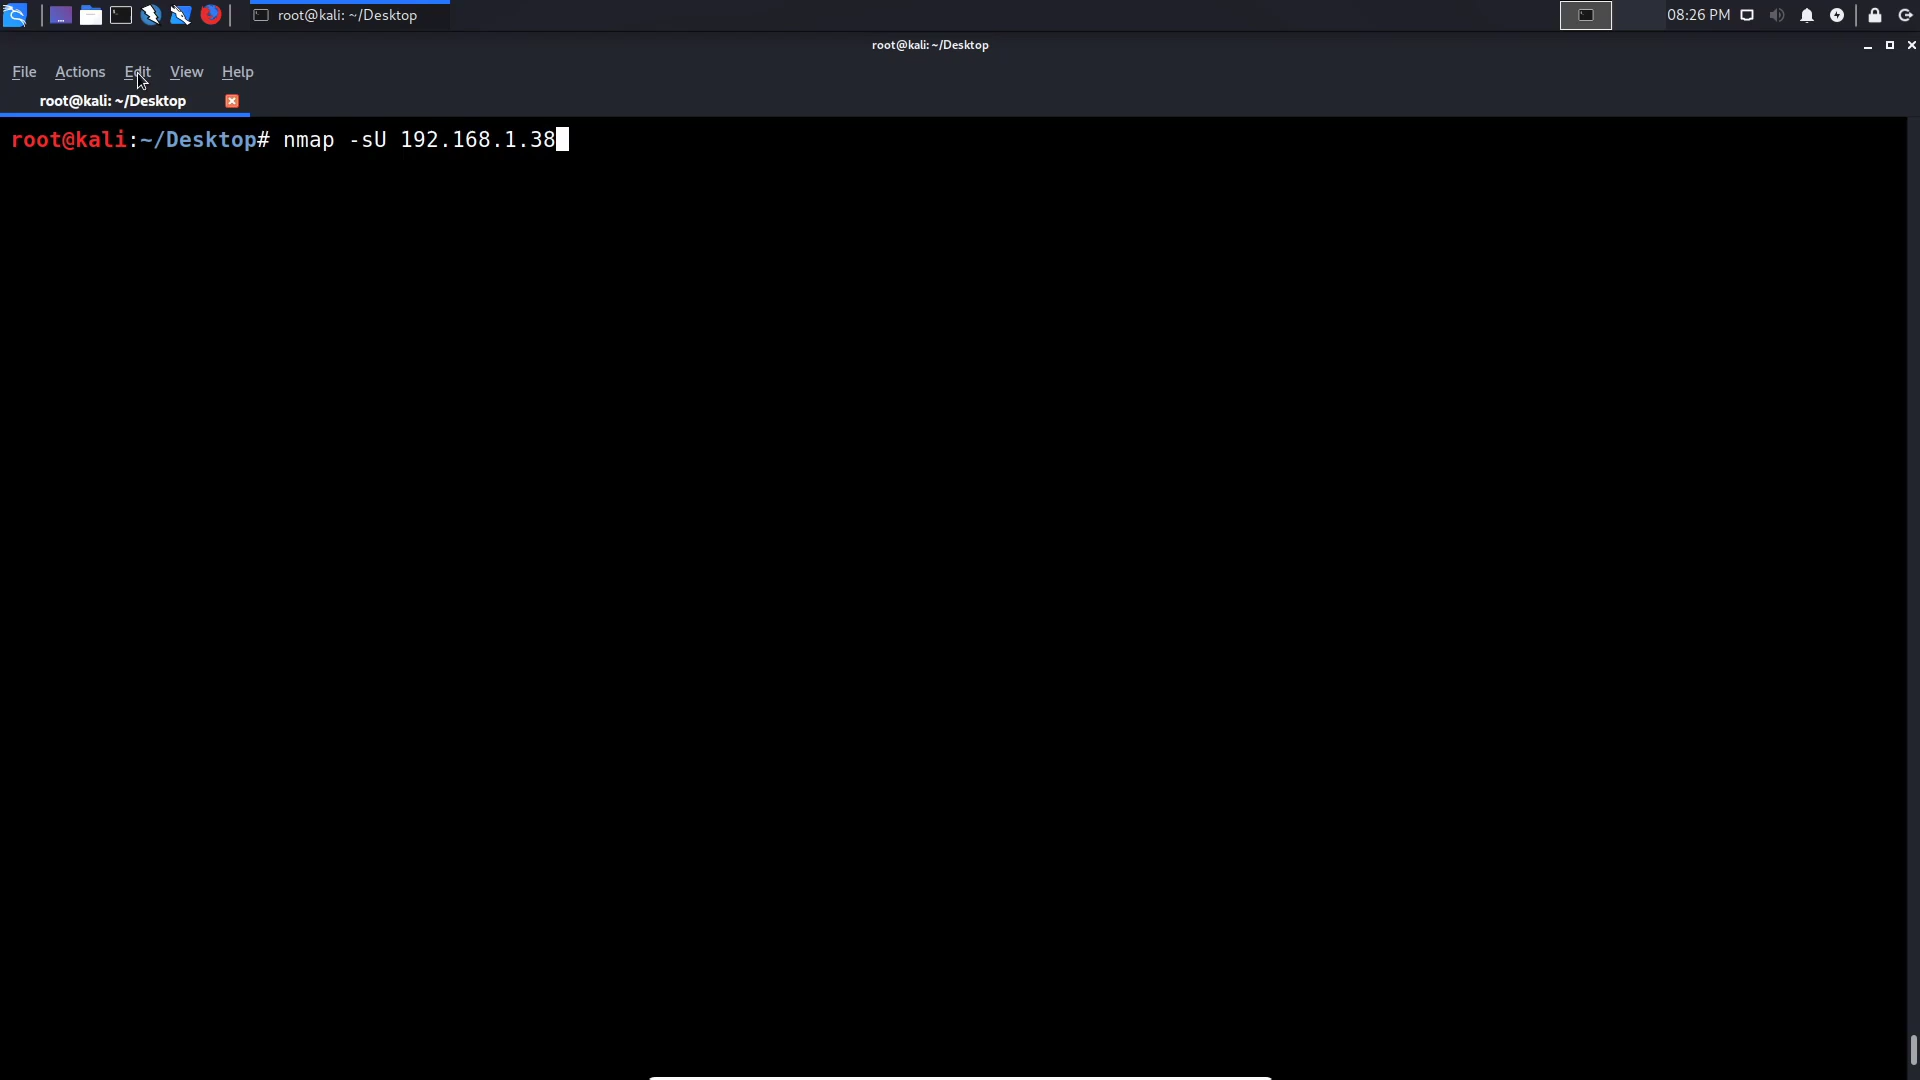 root@kali: ~/Desktop
08:26 PM
root@kali: ~/Desktop
File Actions Edit View Help
root@kali: ~/Desktop
root@kali:~/Desktop# nmap -sU 192.168.1.38